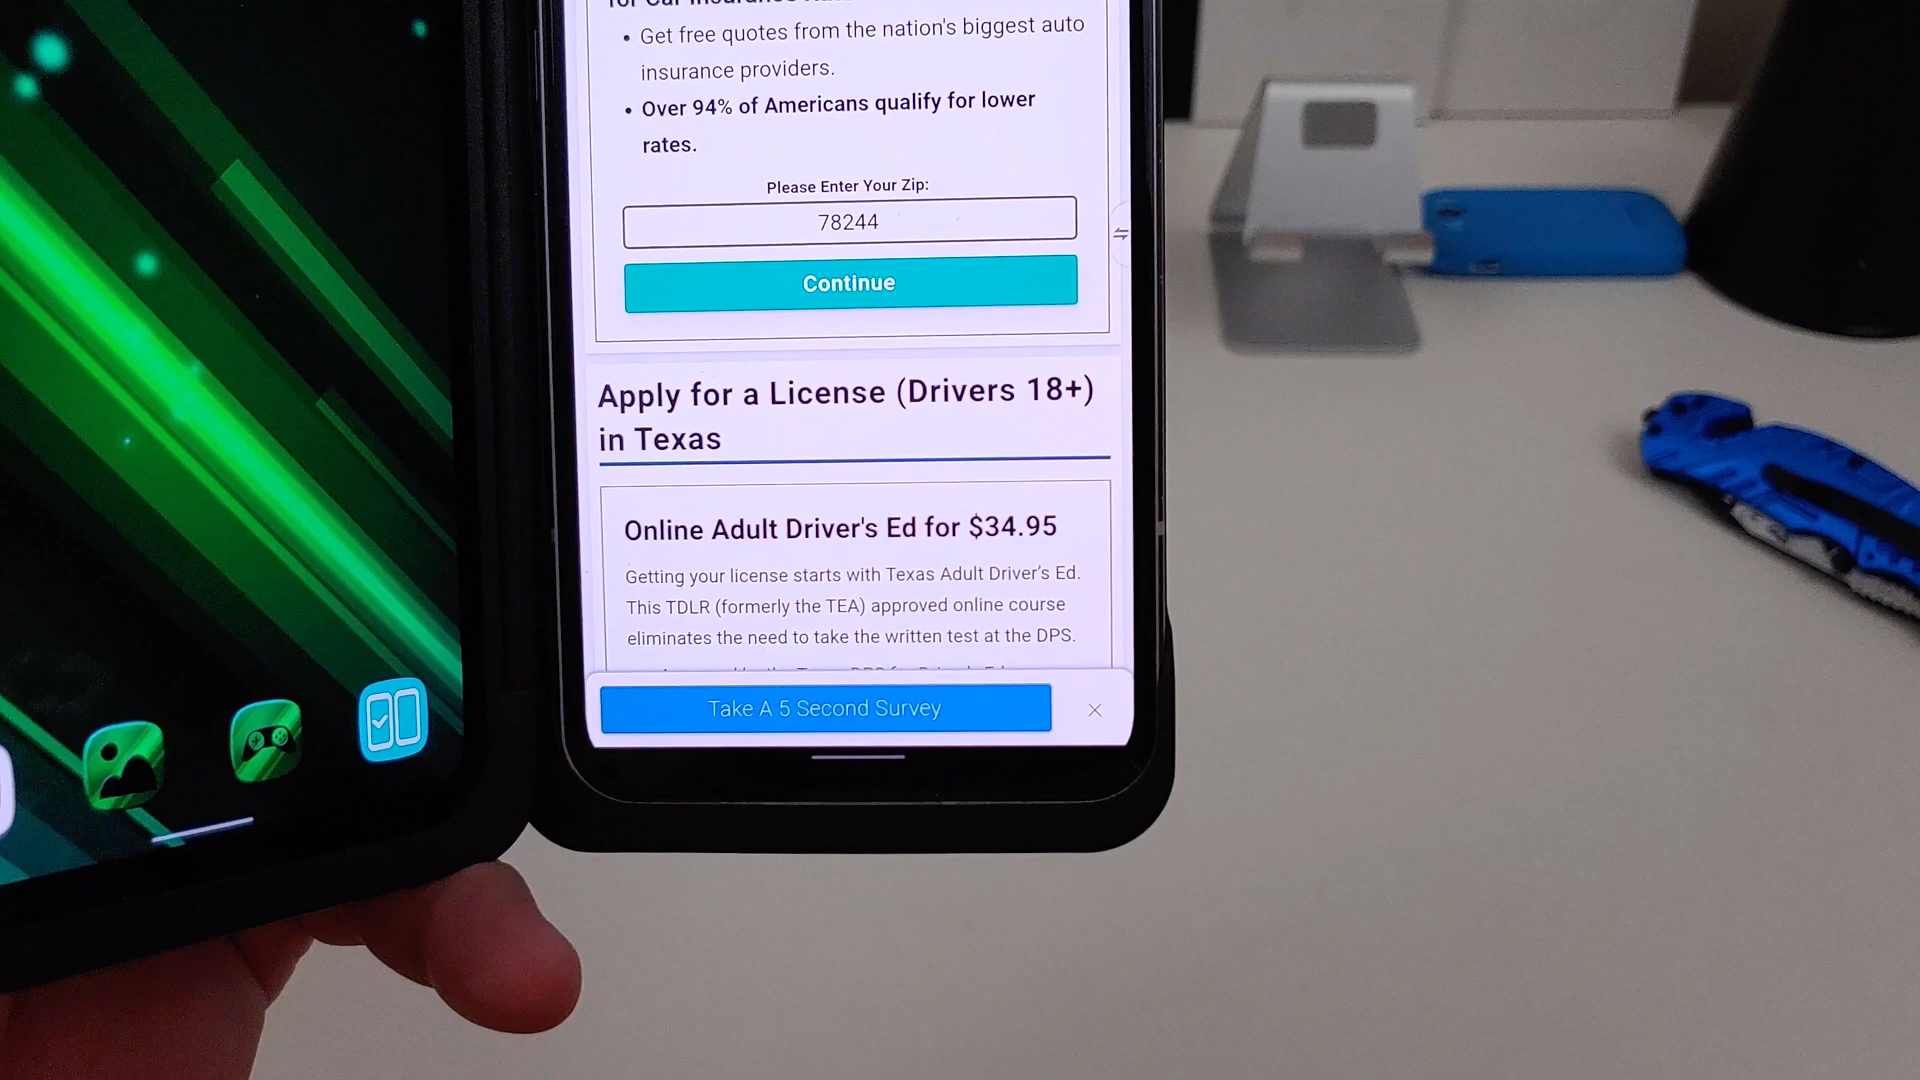 • Get free quotes from the nation's biggest auto
insurance providers.
• Over 94% of Americans qualify for lower
rates.
Please Enter Your Zip:
78244
Continue
Apply for a License (Drivers 18+)
in Texas
Online Adult Driver's Ed for $34.95
Getting your license starts with Texas Adult Driver's Ed.
This TDLR (formerly the TEA) approved online course
eliminates the need to take the written test at the DPS.
Take A 5 Second Survey